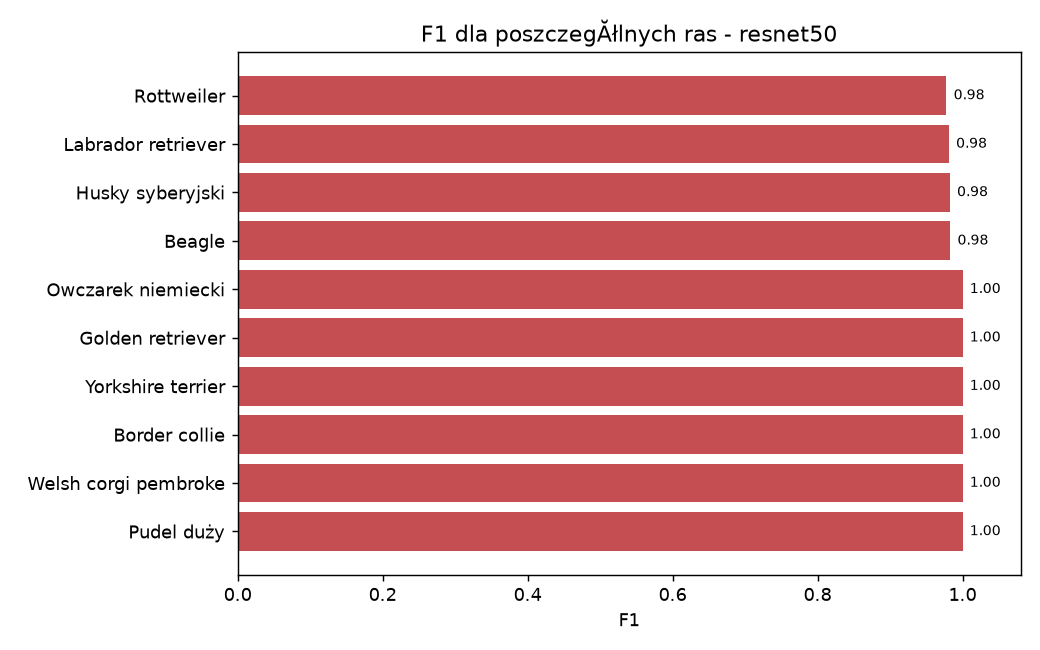 F1 dla poszczegĂłlnych ras - resnet50
Rottweiler 0.98
Labrador retriever 0.98
Husky syberyjski 0.98
Beagle 0.98
Owczarek niemiecki 1.00
Golden retriever 1.00
Yorkshire terrier 1.00
Border collie 1.00
Welsh corgi pembroke 1.00
Pudel duży 1.00
0.0 0.2 0.4 0.6 0.8 1.0
F1